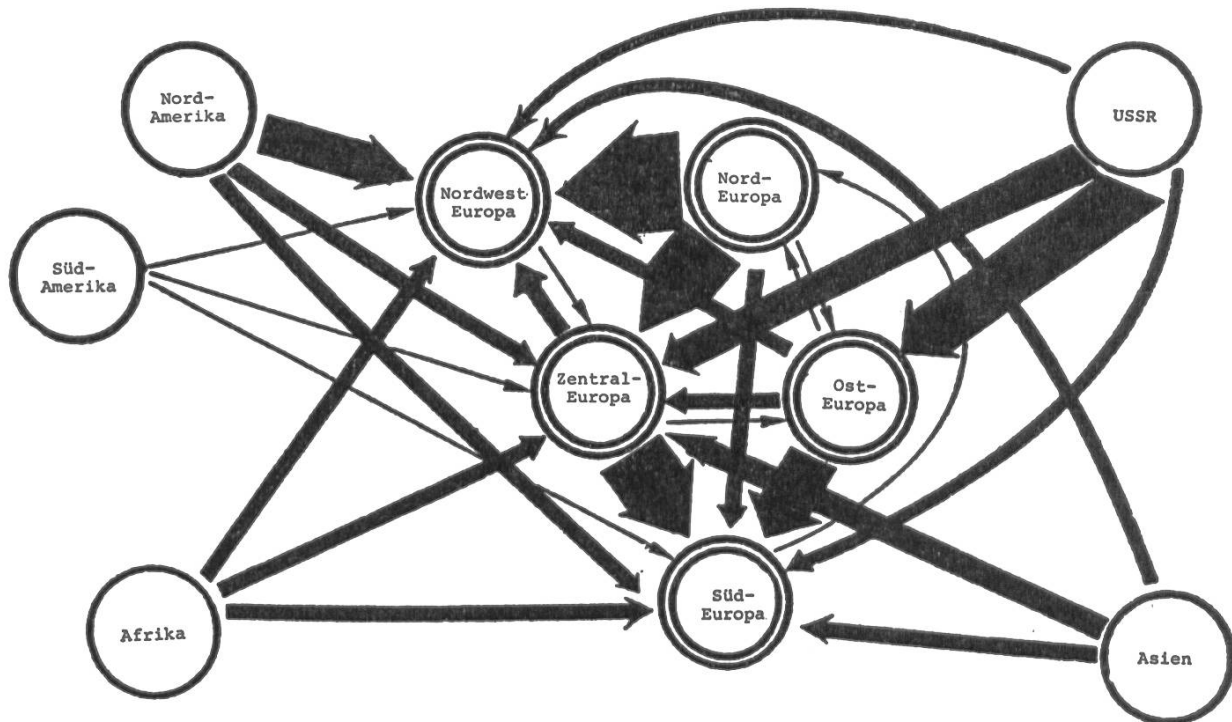 Nord-
Amerika
USSR
Nordwest-
Europa
Nord-
Europa
Süd-
Amerika
Zentral-
Europa
Ost-
Europa
Süd-
Europa
Afrika
Asien